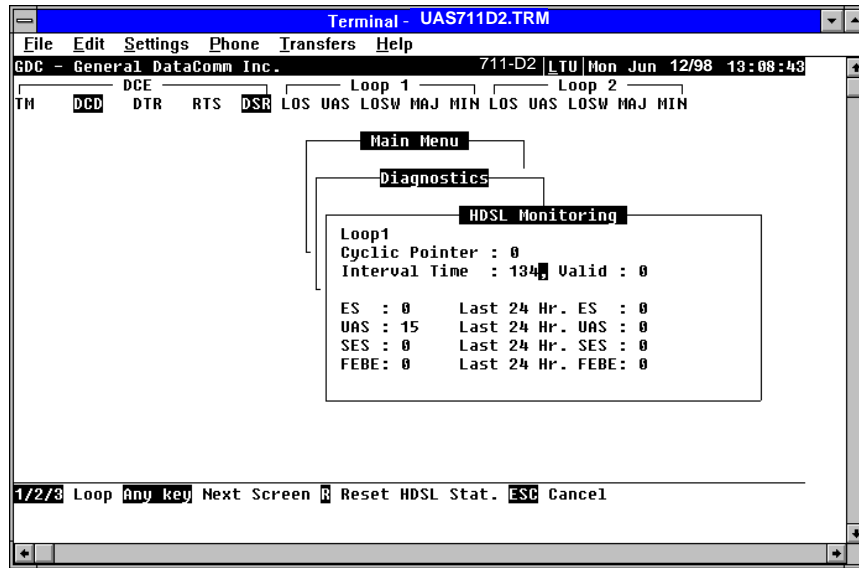 Terminal - UAS711D2.TRM
File Edit Settings Phone Transfers Help
GDC - General DataComm Inc. 711-D2 |LTU|Mon Jun 12/98 13:08:43
DCE Loop 1 Loop 2
TM DCD DTR RTS DSR LOS UAS LOSW MAJ MIN LOS UAS LOSW MAJ MIN
Main Menu
Diagnostics
HDSL Monitoring
Loop1
Cyclic Pointer : 0
Interval Time : 134, Valid : 0
ES : 0 Last 24 Hr. ES : 0
UAS : 15 Last 24 Hr. UAS : 0
SES : 0 Last 24 Hr. SES : 0
FEBE: 0 Last 24 Hr. FEBE: 0
1/2/3 Loop Any key Next Screen R Reset HDSL Stat. ESC Cancel